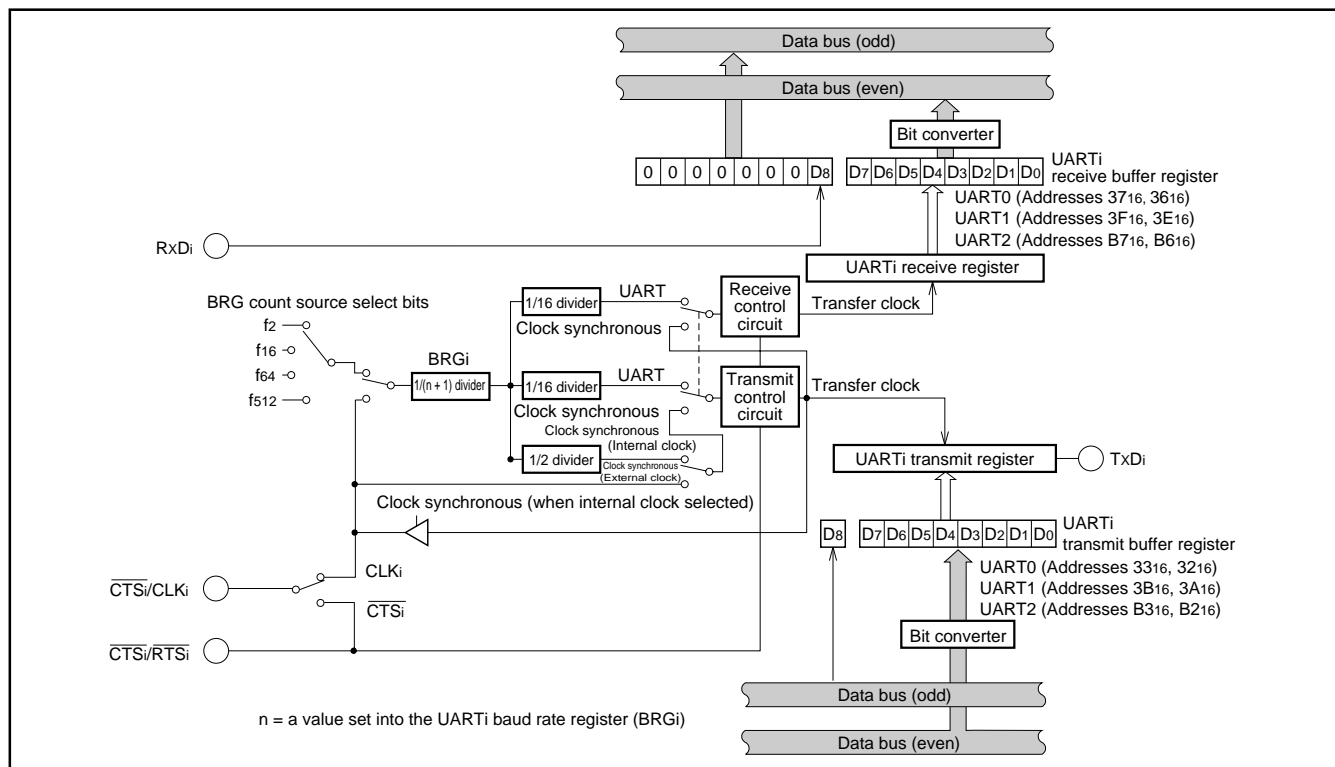 Data bus (odd)
Data bus (even)
Bit converter
0 0 0 0 0 0 0 D8
D7 D6 D5 D4 D3 D2 D1 D0
UARTi
receive buffer register
UART0 (Addresses 3716, 3616)
UART1 (Addresses 3F16, 3E16)
UART2 (Addresses B716, B616)
RxDi
UARTi receive register
BRG count source select bits
f2
f16
f64
f512
BRGi
1/(n + 1) divider
1/16 divider
UART
Clock synchronous
Receive
control
circuit
Transfer clock
1/16 divider
UART
Clock synchronous
Transmit
control
circuit
Transfer clock
Clock synchronous
(Internal clock)
1/2 divider
Clock synchronous
(External clock)
UARTi transmit register
TxDi
Clock synchronous (when internal clock selected)
D8
D7 D6 D5 D4 D3 D2 D1 D0
UARTi
transmit buffer register
UART0 (Addresses 3316, 3216)
UART1 (Addresses 3B16, 3A16)
UART2 (Addresses B316, B216)
CTSi/CLKi
CLKi
CTSi
CTSi/RTSi
Bit converter
Data bus (odd)
Data bus (even)
n = a value set into the UARTi baud rate register (BRGi)